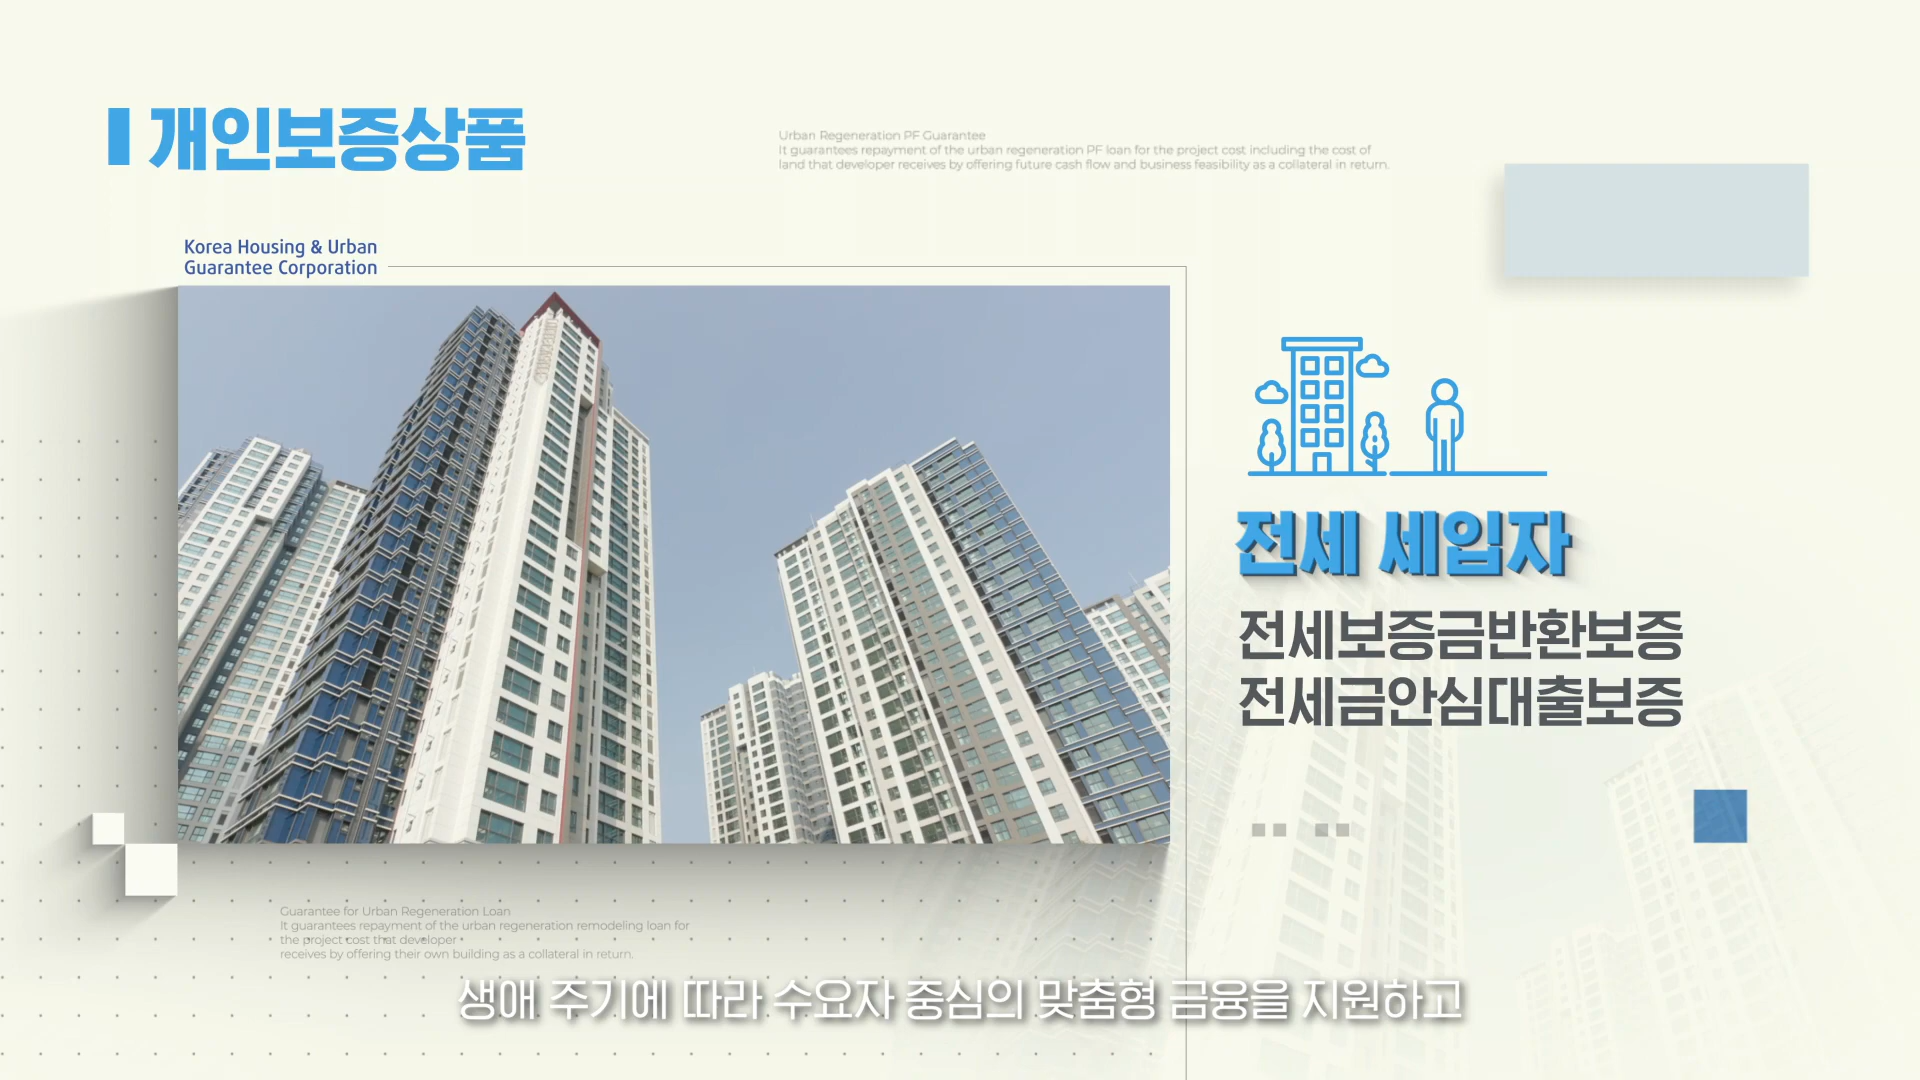 개인보증상품
Urban Regeneration PF Guarantee
It guarantees repayment of the urban regeneration PF loan for the project cost including the cost of
land that developer receives by offering future cash flow and business feasibility as a collateral in return.
Korea Housing & Urban
Guarantee Corporation
전세 세입자
전세보증금반환보증
전세금안심대출보증
Guarantee for Urban Regeneration Loan
It guarantees repayment of the urban regeneration remodeling loan for
the project cost that developer
receives by offering their own building as a collateral in return.
생애 주기에 따라 수요자 중심의 맞춤형 금융을 지원하고